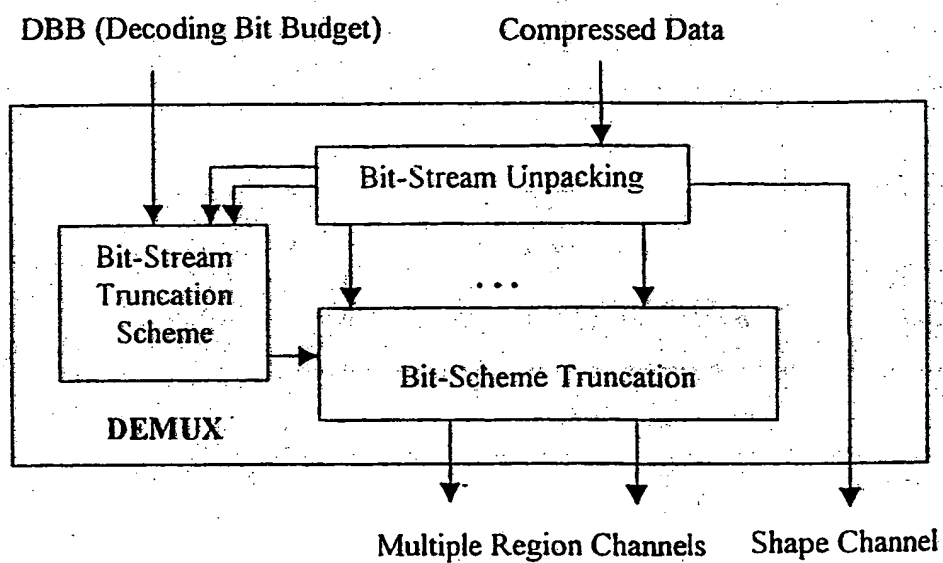 DBB (Decoding Bit Budget)
Compressed Data
Bit-Stream Unpacking
Bit-Stream
Truncation
Scheme
...
Bit-Scheme Truncation
DEMUX
Multiple Region Channels
Shape Channel